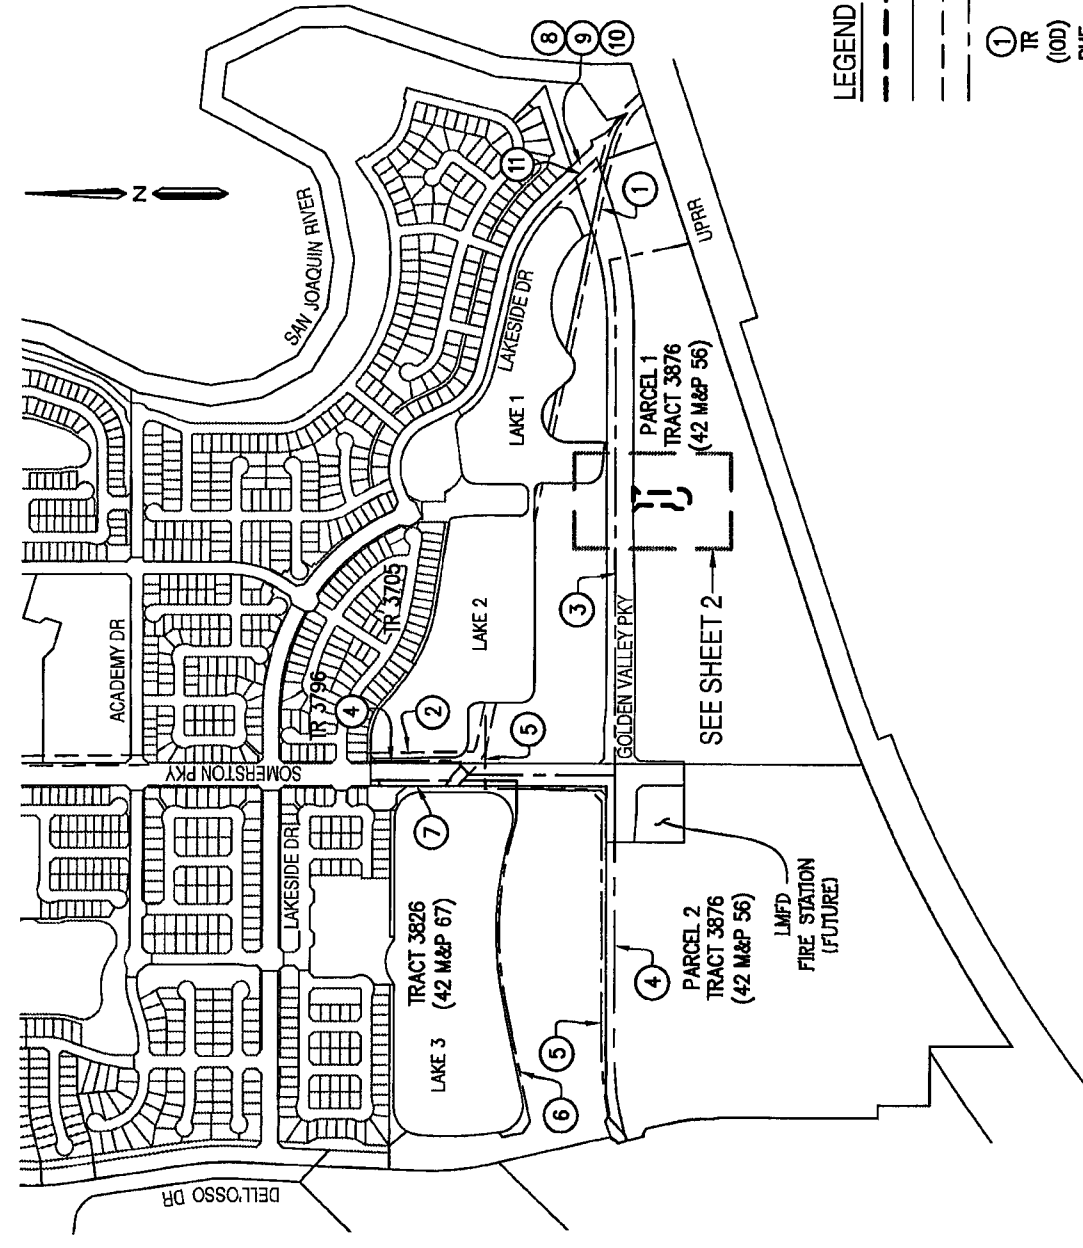 LEGEND
1
TR
(IOD)
8
9
10
N
SAN JOAQUIN RIVER
11
1
UPRR
LAKESIDE DR
LAKE 1
PARCEL 1
TRACT 3876
(42 M&P 56)
ACADEMY DR
TR 3705
LAKE 2
3
GOLDEN VALLEY PKY
SEE SHEET 2
TR 3796
4
2
5
SOMERSTON PKY
7
LAKESIDE DR
TRACT 3826
(42 M&P 67)
LAKE 3
LMFD
FIRE STATION
(FUTURE)
4
PARCEL 2
TRACT 3876
(42 M&P 56)
5
6
DELL'OSSO DR